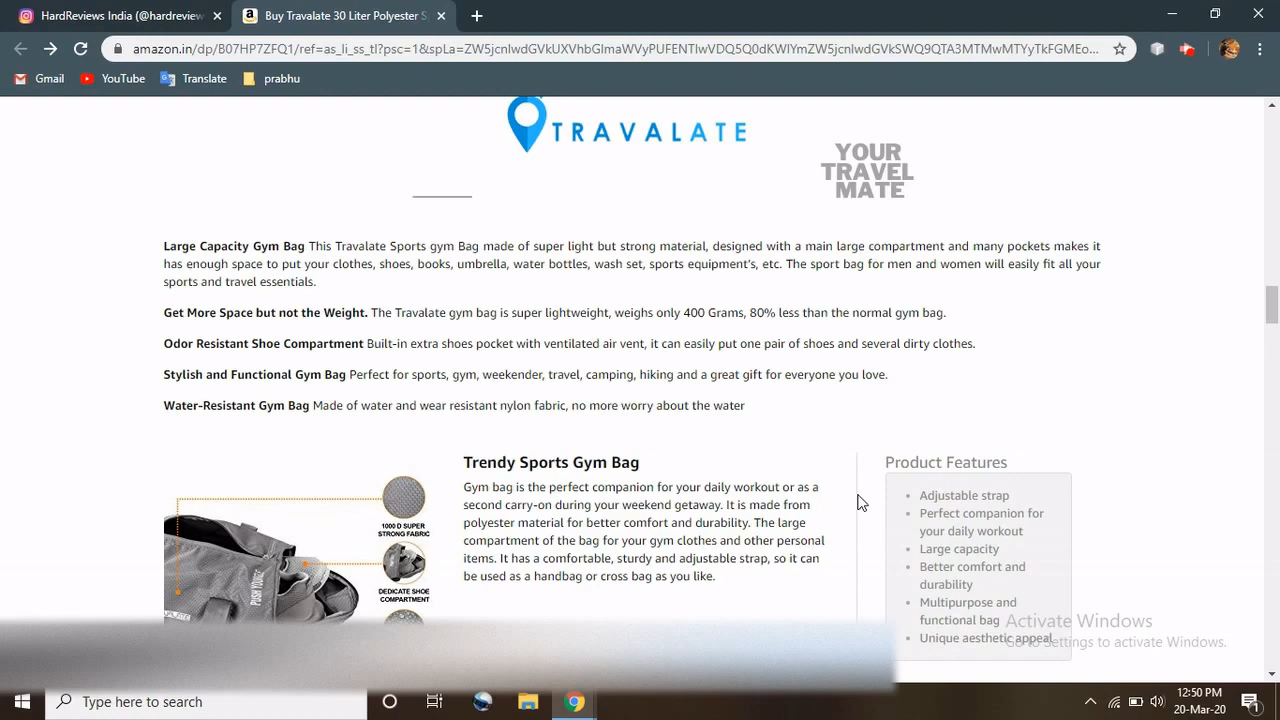 HardReviews India (@hardreview
Buy Travalate 30 Liter Polyester S
amazon.in/dp/B07HP7ZFQ1/ref=as_li_ss_tl?psc=1&spLa=ZW5jcnlwdGVkUXVhbGlmaWVyPUFENTlwVDQ5Q0dKWlYmZW5jcnlwdGVkSWQ9QTA3MTMwMTYyTkFGMEo...
Gmail
YouTube
Translate
prabhu
TRAVALATE
YOUR
TRAVEL
MATE
Large Capacity Gym Bag This Travalate Sports gym Bag made of super light but strong material, designed with a main large compartment and many pockets makes it
has enough space to put your clothes, shoes, books, umbrella, water bottles, wash set, sports equipment's, etc. The sport bag for men and women will easily fit all your
sports and travel essentials.
Get More Space but not the Weight. The Travalate gym bag is super lightweight, weighs only 400 Grams, 80% less than the normal gym bag.
Odor Resistant Shoe Compartment Built-in extra shoes pocket with ventilated air vent, it can easily put one pair of shoes and several dirty clothes.
Stylish and Functional Gym Bag Perfect for sports, gym, weekender, travel, camping, hiking and a great gift for everyone you love.
Water-Resistant Gym Bag Made of water and wear resistant nylon fabric, no more worry about the water
1000 D SUPER
STRONG FABRIC
DEDICATE SHOE
COMPARTMENT
Trendy Sports Gym Bag
Gym bag is the perfect companion for your daily workout or as a
second carry-on during your weekend getaway. It is made from
polyester material for better comfort and durability. The large
compartment of the bag for your gym clothes and other personal
items. It has a comfortable, sturdy and adjustable strap, so it can
be used as a handbag or cross bag as you like.
Product Features
Adjustable strap
Perfect companion for
your daily workout
Large capacity
Better comfort and
durability
Multipurpose and
functional bag
Unique aesthetic appeal
Activate Windows
Go to Settings to activate Windows.
Type here to search
12:50 PM
20-Mar-20
1